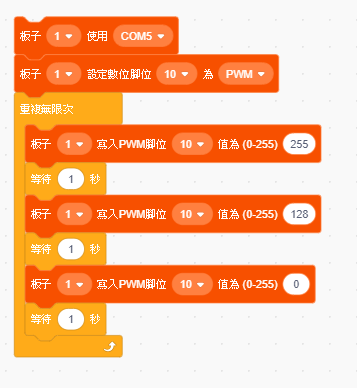 板子 1 使用 COM5
板子 1 設定數位腳位 10 為 PWM
重複無限次
板子 1 寫入PWM腳位 10 值為 (0-255) 255
等待 1 秒
板子 1 寫入PWM腳位 10 值為 (0-255) 128
等待 1 秒
板子 1 寫入PWM腳位 10 值為 (0-255) 0
等待 1 秒